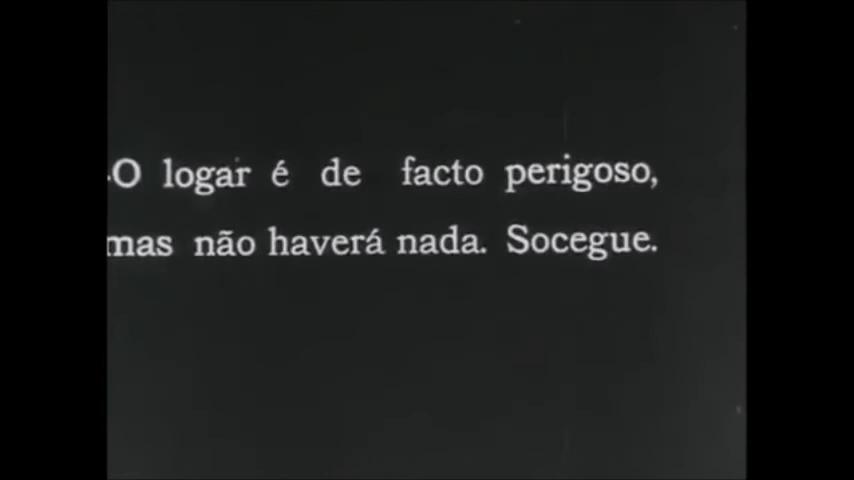 -O logar é de facto perigoso,
mas não haverá nada. Socegue.